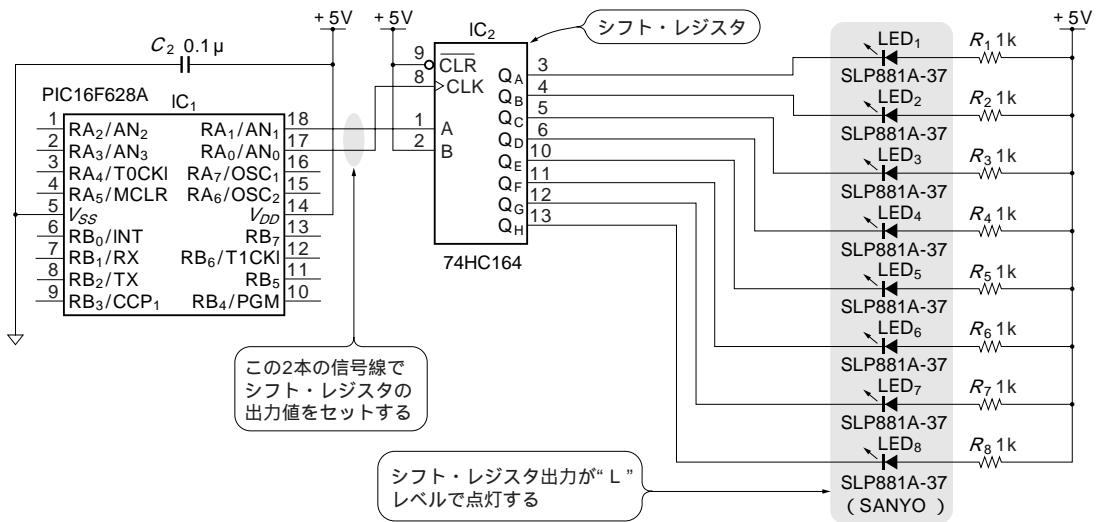 +5V
+5V
C2 0.1μ
PIC16F628A
IC1
1 RA2/AN2
2 RA3/AN3
3 RA4/T0CKI
4 RA5/MCLR
5 VSS
6 RB0/INT
7 RB1/RX
8 RB2/TX
9 RB3/CCP1
RA1/AN1 18
RA0/AN0 17
RA7/OSC1 16
RA6/OSC2 15
VDD 14
RB7 13
RB6/T1CKI 12
RB5 11
RB4/PGM 10
IC2
シフト・レジスタ
9 CLR
8 CLK
1 A
2 B
QA 3
QB 4
QC 5
QD 6
QE 10
QF 11
QG 12
QH 13
74HC164
+5V
LED1 R1 1k
SLP881A-37
LED2 R2 1k
SLP881A-37
LED3 R3 1k
SLP881A-37
LED4 R4 1k
SLP881A-37
LED5 R5 1k
SLP881A-37
LED6 R6 1k
SLP881A-37
LED7 R7 1k
SLP881A-37
LED8 R8 1k
SLP881A-37
(SANYO)
この2本の信号線で
シフト・レジスタの
出力値をセットする
シフト・レジスタ出力が“L”
レベルで点灯する